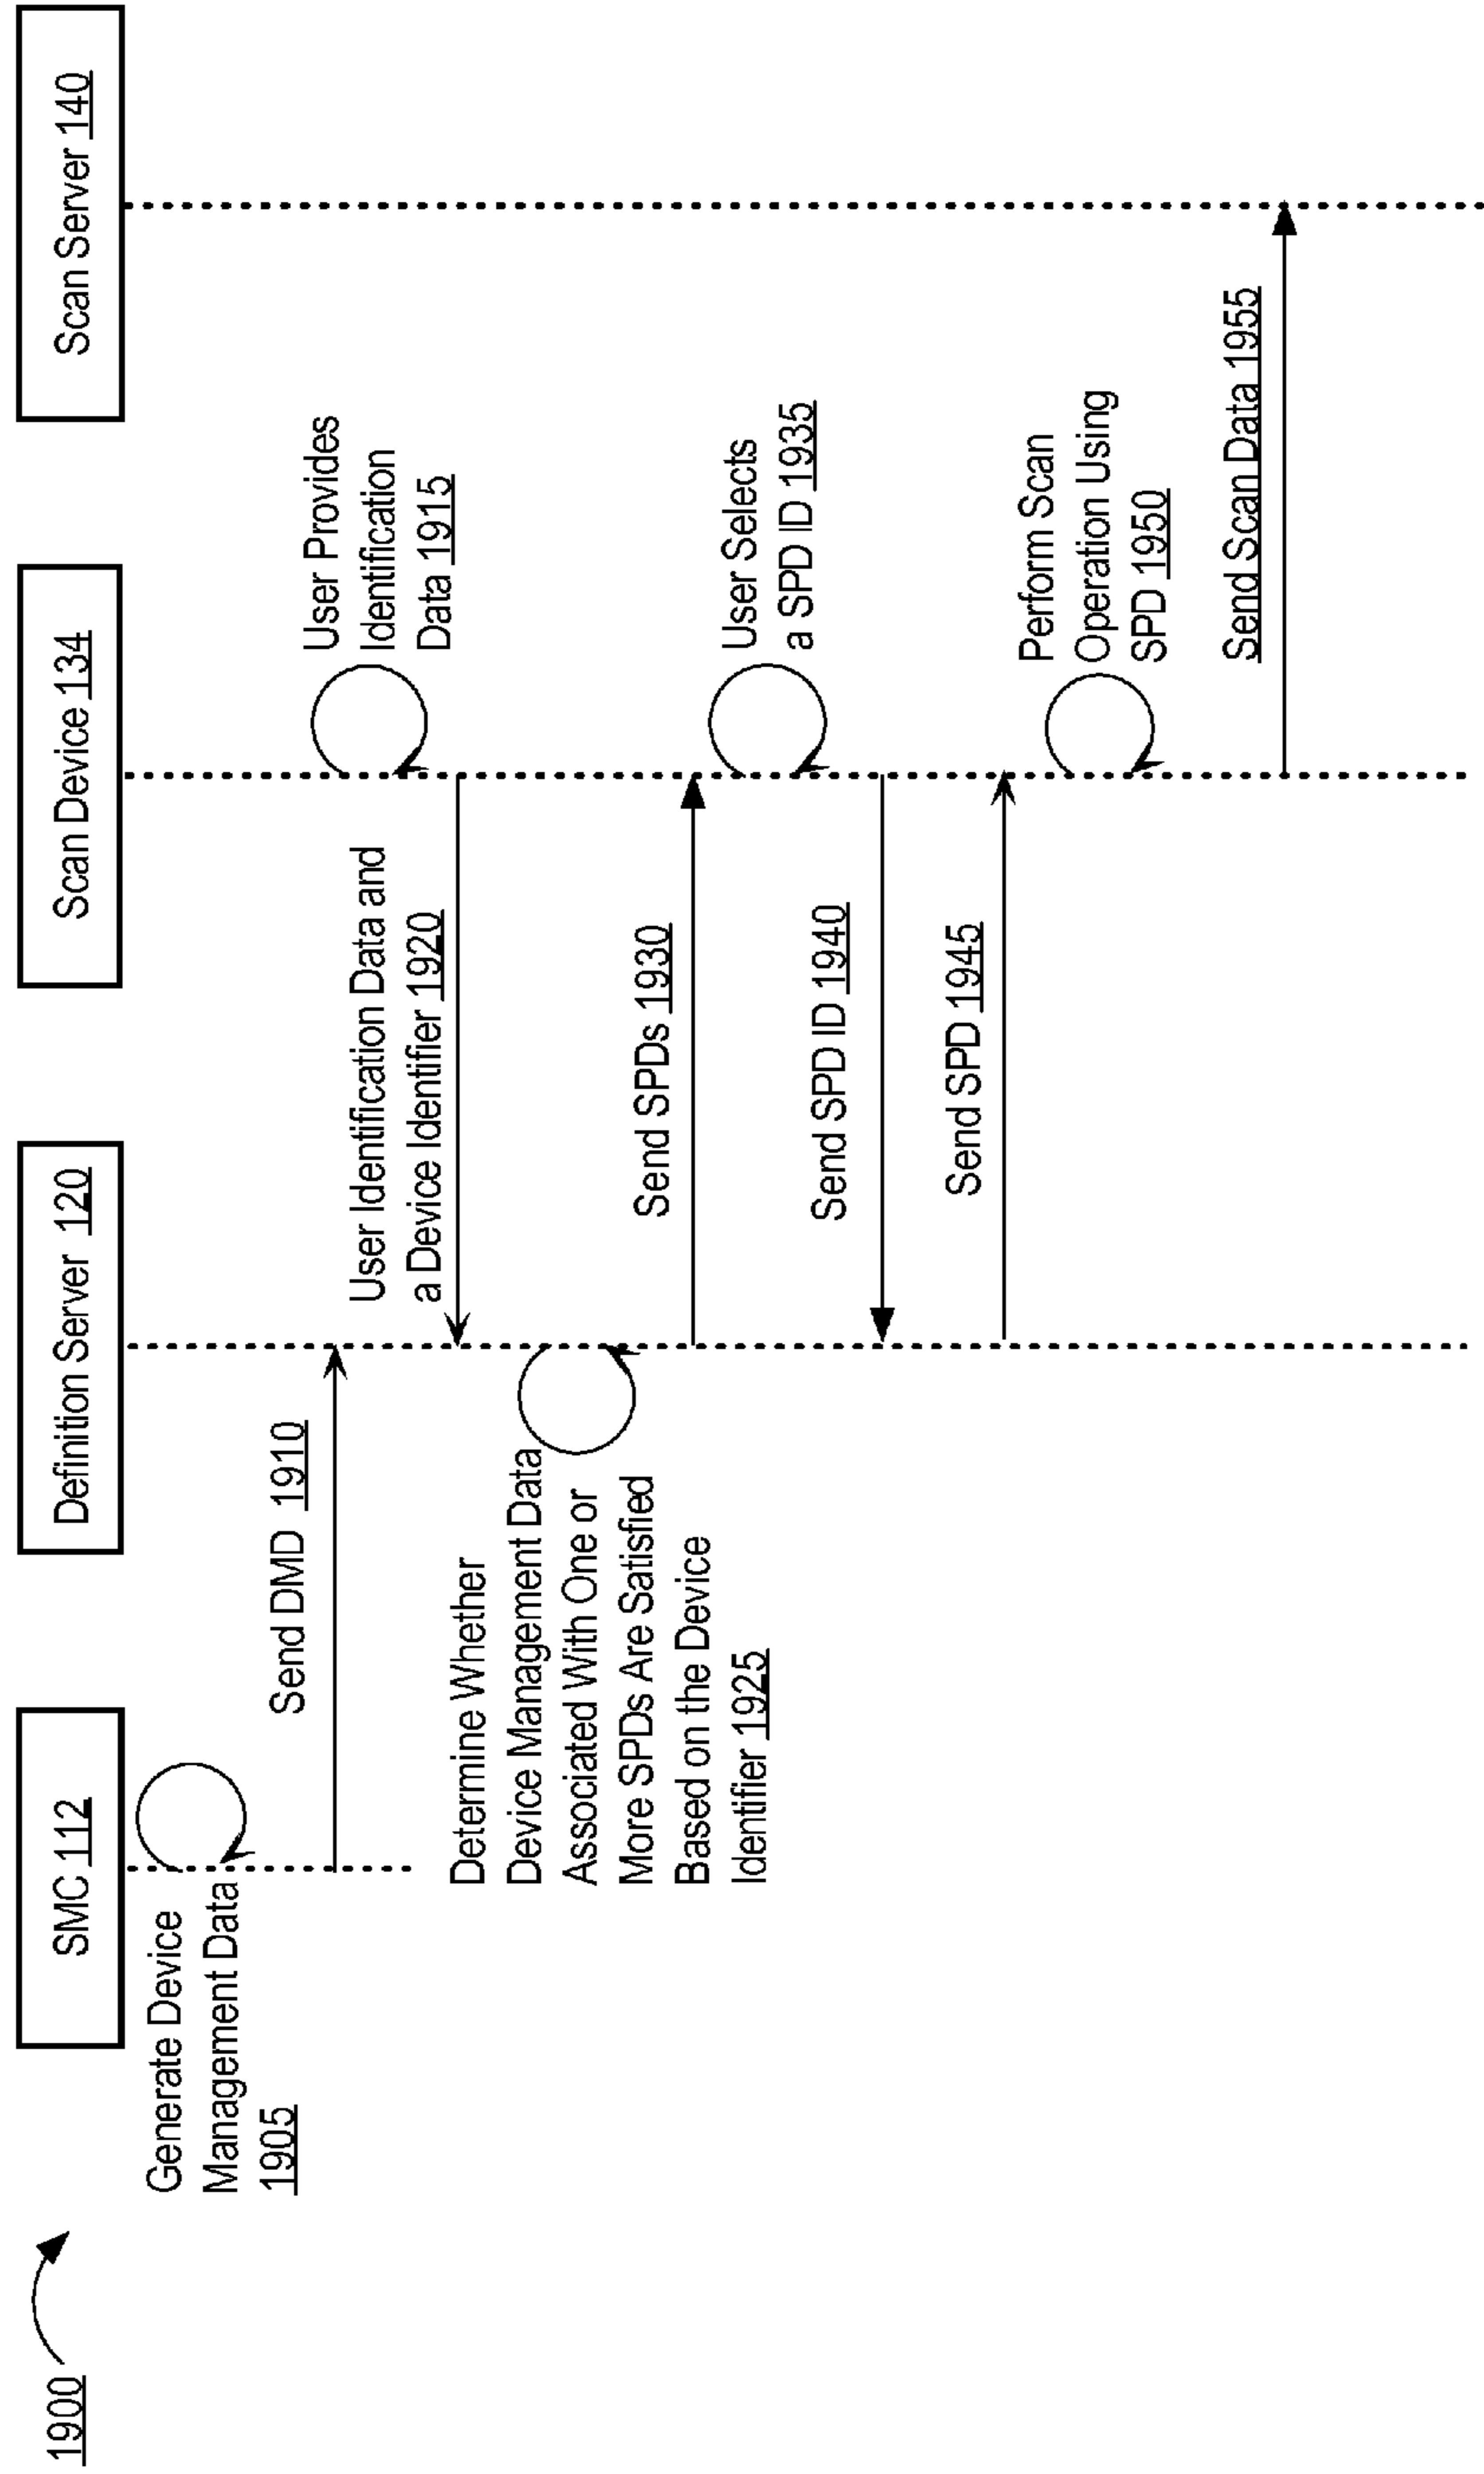 1900
SMC 112
Definition Server 120
Scan Device 134
Scan Server 140
Generate Device
Management Data
1905
Send DMD 1910
User Provides
Identification
Data 1915
User Identification Data and
a Device Identifier 1920
Determine Whether
Device Management Data
Associated With One or
More SPDs Are Satisfied
Based on the Device
Identifier 1925
Send SPDs 1930
User Selects
a SPD ID 1935
Send SPD ID 1940
Send SPD 1945
Perform Scan
Operation Using
SPD 1950
Send Scan Data 1955